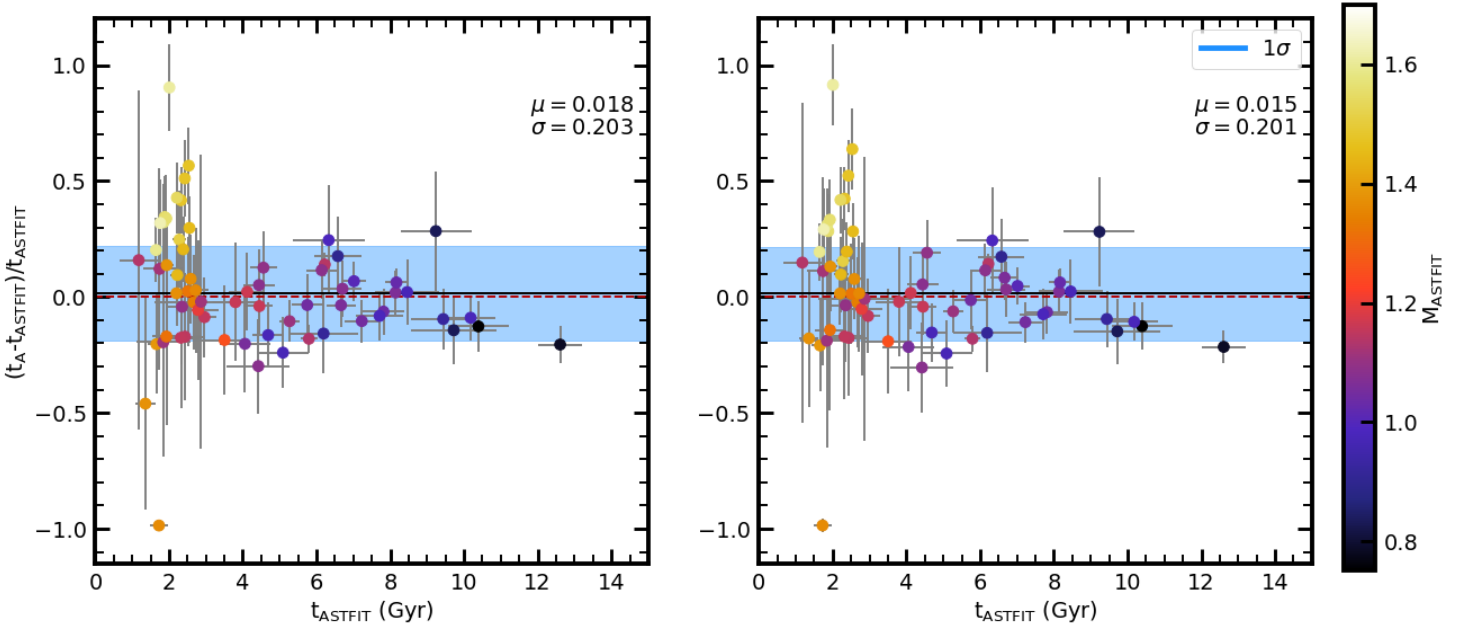 (t_A-t_ASTFIT)/t_ASTFIT
1.0
0.5
0.0
−0.5
−1.0
μ = 0.018
σ = 0.203
0 2 4 6 8 10 12 14
t_ASTFIT (Gyr)
1.0
0.5
0.0
−0.5
−1.0
1σ
μ = 0.015
σ = 0.201
0 2 4 6 8 10 12 14
t_ASTFIT (Gyr)
1.6
1.4
1.2
1.0
0.8
M_ASTFIT